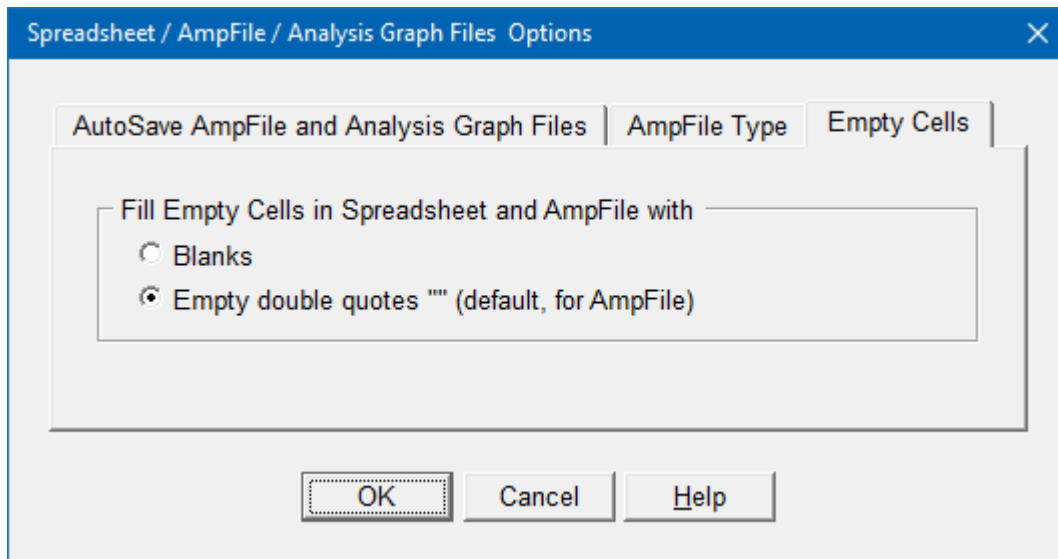 Spreadsheet / AmpFile / Analysis Graph Files Options
AutoSave AmpFile and Analysis Graph Files
AmpFile Type
Empty Cells
Fill Empty Cells in Spreadsheet and AmpFile with
Blanks
Empty double quotes "" (default, for AmpFile)
OK
Cancel
Help